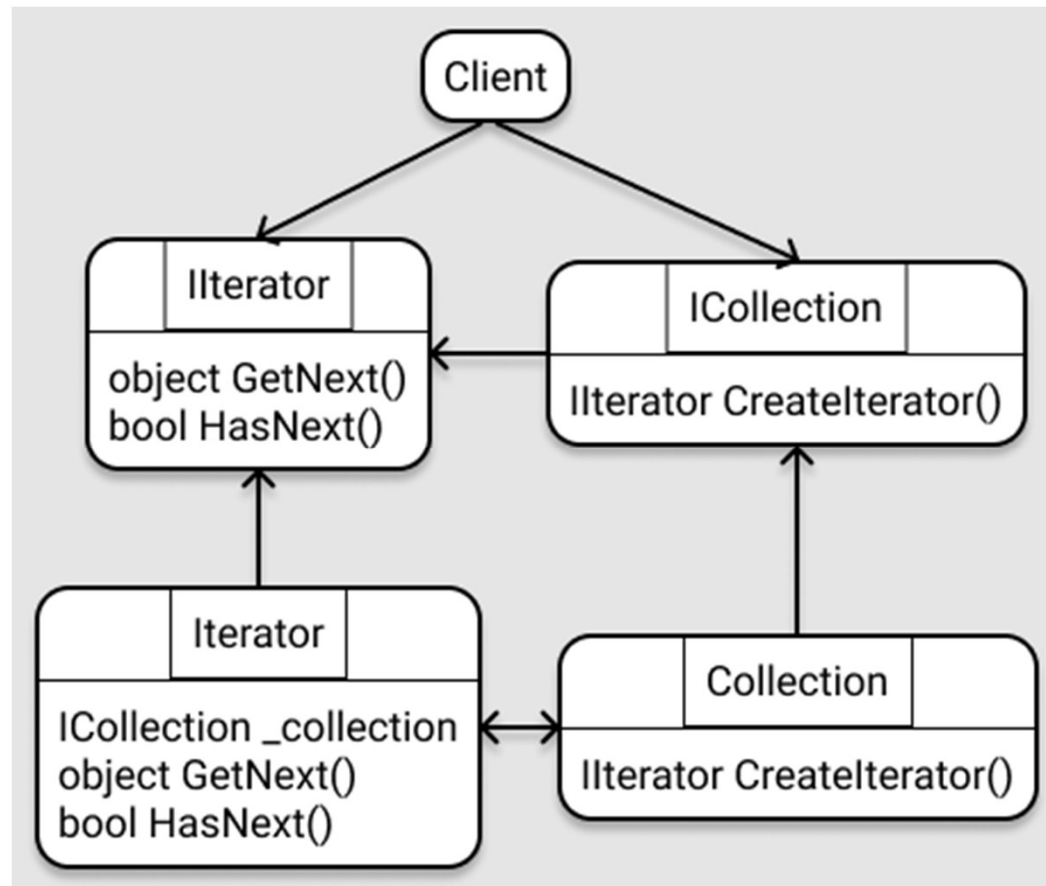 Client
IIterator
object GetNext()
bool HasNext()
ICollection
IIterator CreateIterator()
Iterator
ICollection _collection
object GetNext()
bool HasNext()
Collection
IIterator CreateIterator()